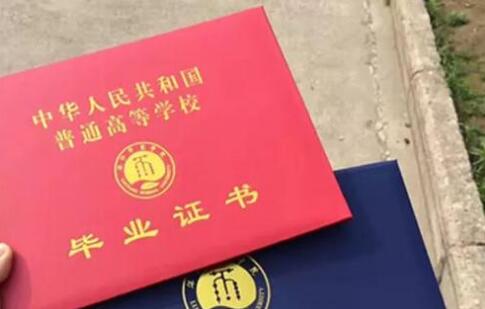 中华人民共和国
普通高等学校
毕业证书